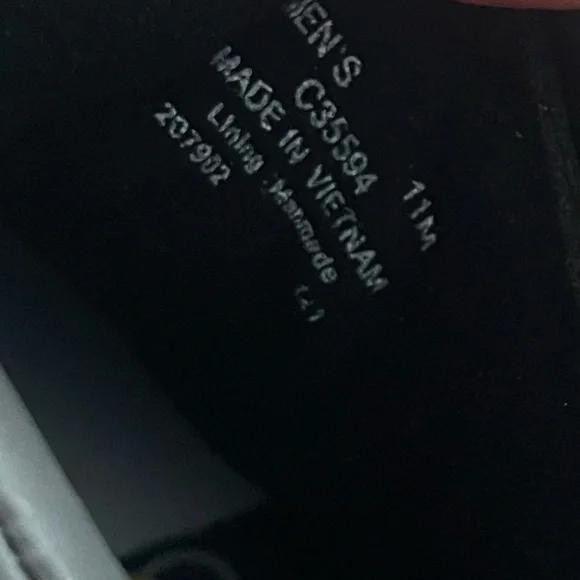 MEN'S
C35594 11M
MADE IN VIETNAM
Lining :Manmade
207902